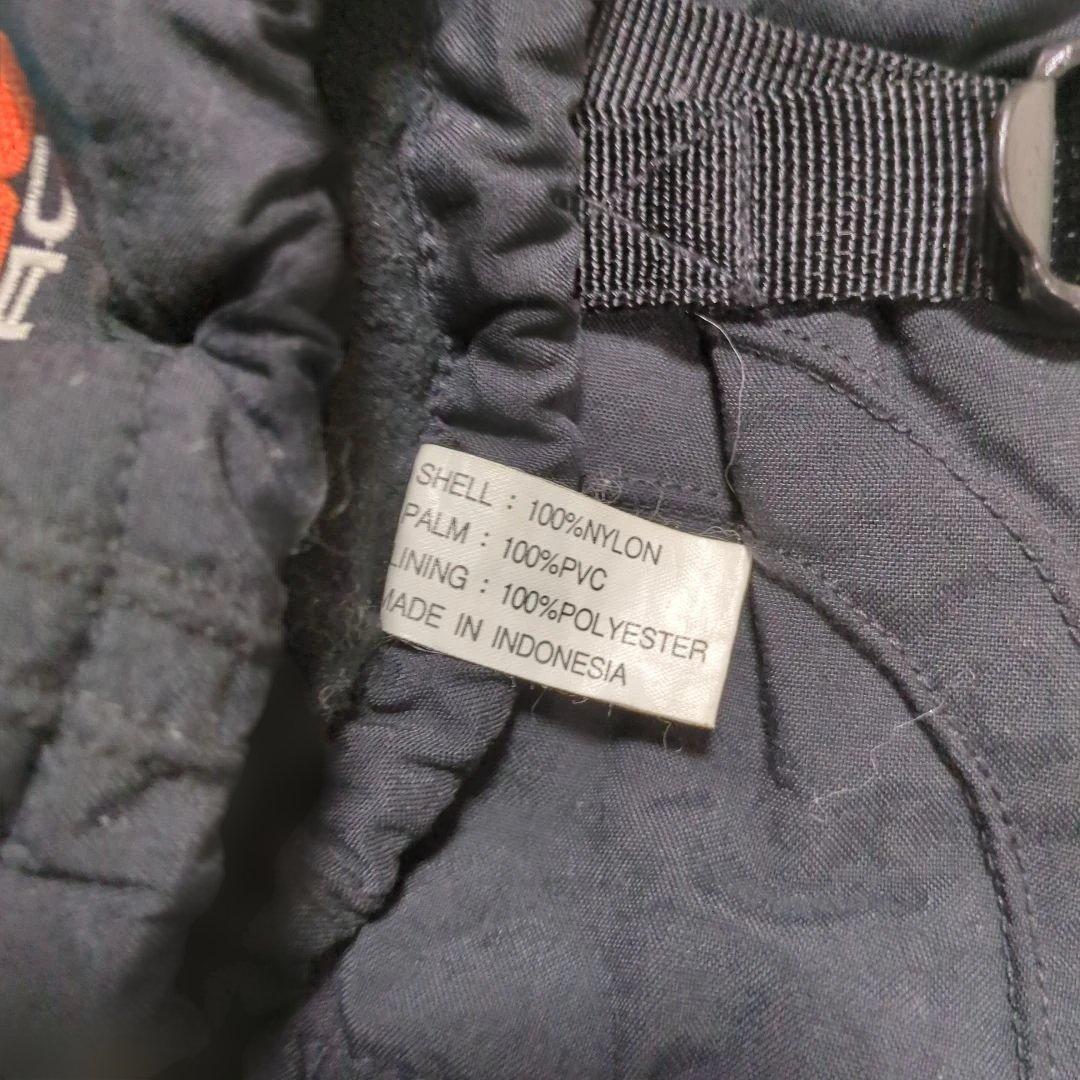 SHELL : 100%NYLON
PALM : 100%PVC
LINING : 100%POLYESTER
MADE IN INDONESIA